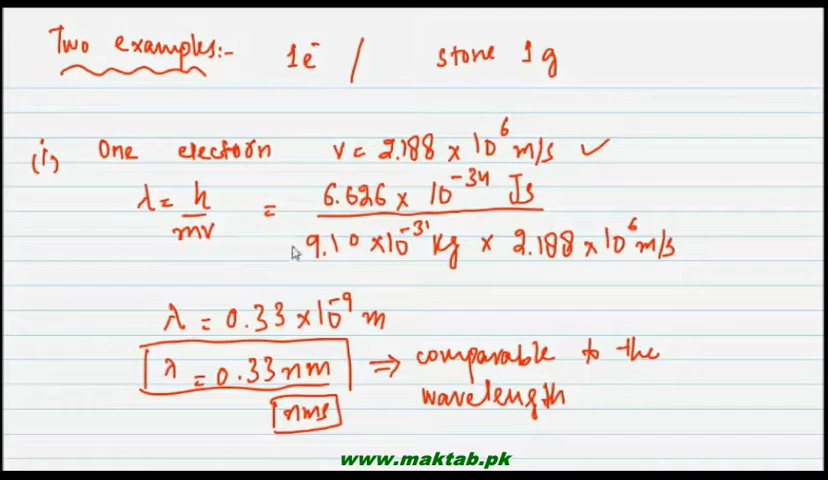 Two examples:- 1e⁻ / stone 1g
(i) One electron v = 2.188 × 10⁶ m/s ✓
λ = h/mv = 6.626 × 10⁻³⁴ Js
9.10 × 10⁻³¹ kg × 2.188 × 10⁶ m/s
λ = 0.33 × 10⁻⁹ m
λ = 0.33 nm ⇒ comparable to the
wavelength
www.maktab.pk